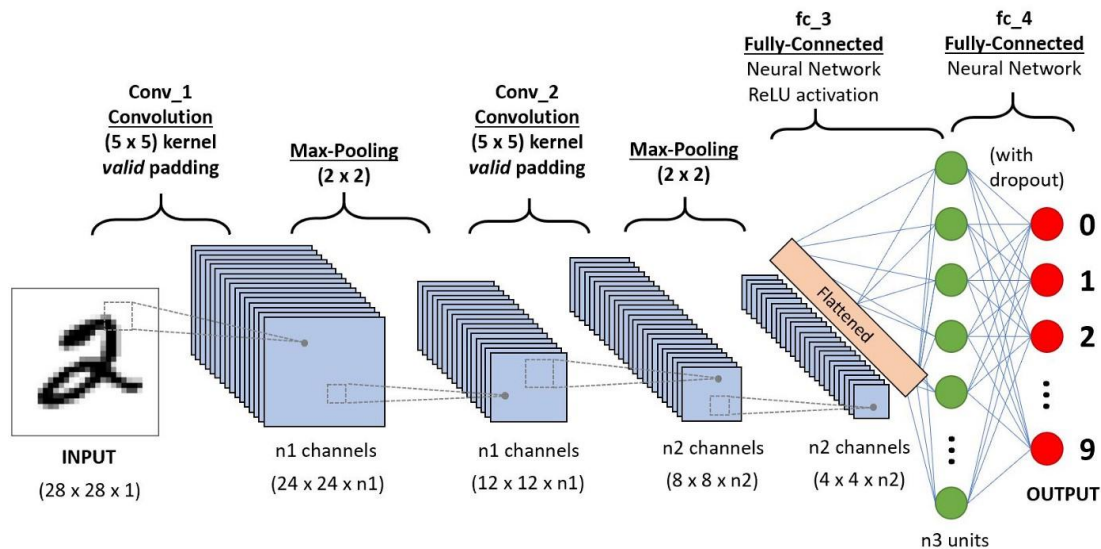 fc_3
Fully-Connected
Neural Network
ReLU activation
fc_4
Fully-Connected
Neural Network
Conv_1
Convolution
(5 x 5) kernel
valid padding
Max-Pooling
(2 x 2)
Conv_2
Convolution
(5 x 5) kernel
valid padding
Max-Pooling
(2 x 2)
(with
dropout)
Flattened
0
1
2
9
INPUT
(28 x 28 x 1)
n1 channels
(24 x 24 x n1)
n1 channels
(12 x 12 x n1)
n2 channels
(8 x 8 x n2)
n2 channels
(4 x 4 x n2)
n3 units
OUTPUT